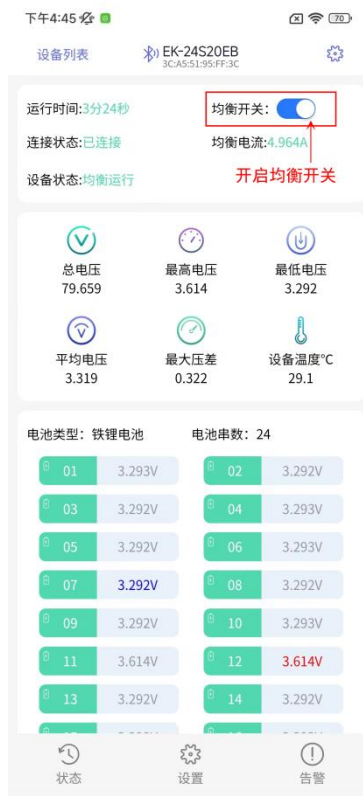 下午4:45
70
设备列表
EK-24S20EB
3C:A5:51:95:FF:3C
运行时间:3分24秒
均衡开关:
连接状态:已连接
均衡电流:4.964A
设备状态:均衡运行
开启均衡开关
总电压 最高电压 最低电压
79.659 3.614 3.292
平均电压 最大压差 设备温度℃
3.319 0.322 29.1
电池类型: 铁锂电池 电池串数: 24
01 3.293V 02 3.292V
03 3.292V 04 3.293V
05 3.292V 06 3.293V
07 3.292V 08 3.292V
09 3.292V 10 3.293V
11 3.614V 12 3.614V
13 3.292V 14 3.292V
状态 设置 告警